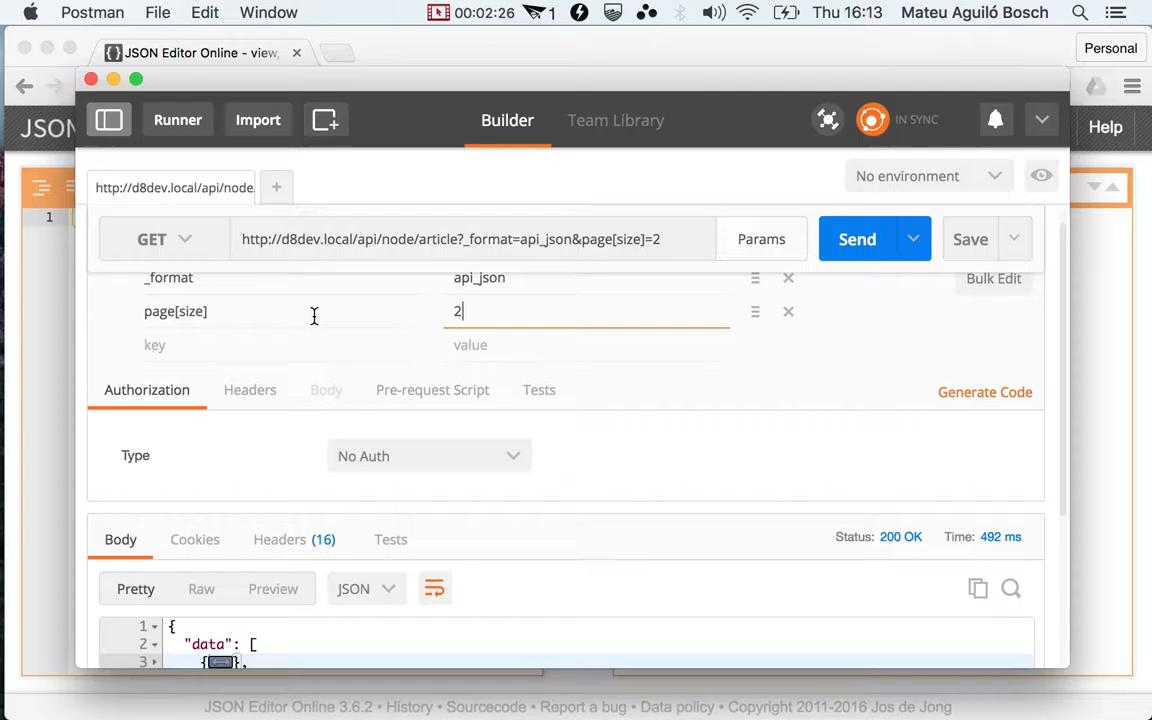 Postman File Edit Window 00:02:26 1 Thu 16:13 Mateu Aguiló Bosch
JSON Editor Online - view, Personal
Runner Import Builder Team Library IN SYNC
JSON Help
http://d8dev.local/api/node. No environment
1
GET http://d8dev.local/api/node/article?_format=api_json&page[size]=2 Params Send Save
_format api_json Bulk Edit
page[size] 2
key value
Authorization Headers Body Pre-request Script Tests Generate Code
Type No Auth
Body Cookies Headers (16) Tests Status: 200 OK Time: 492 ms
Pretty Raw Preview JSON
1 {
2 "data": [
3 {},
JSON Editor Online 3.6.2 • History • Sourcecode • Report a bug • Data policy • Copyright 2011-2016 Jos de Jong